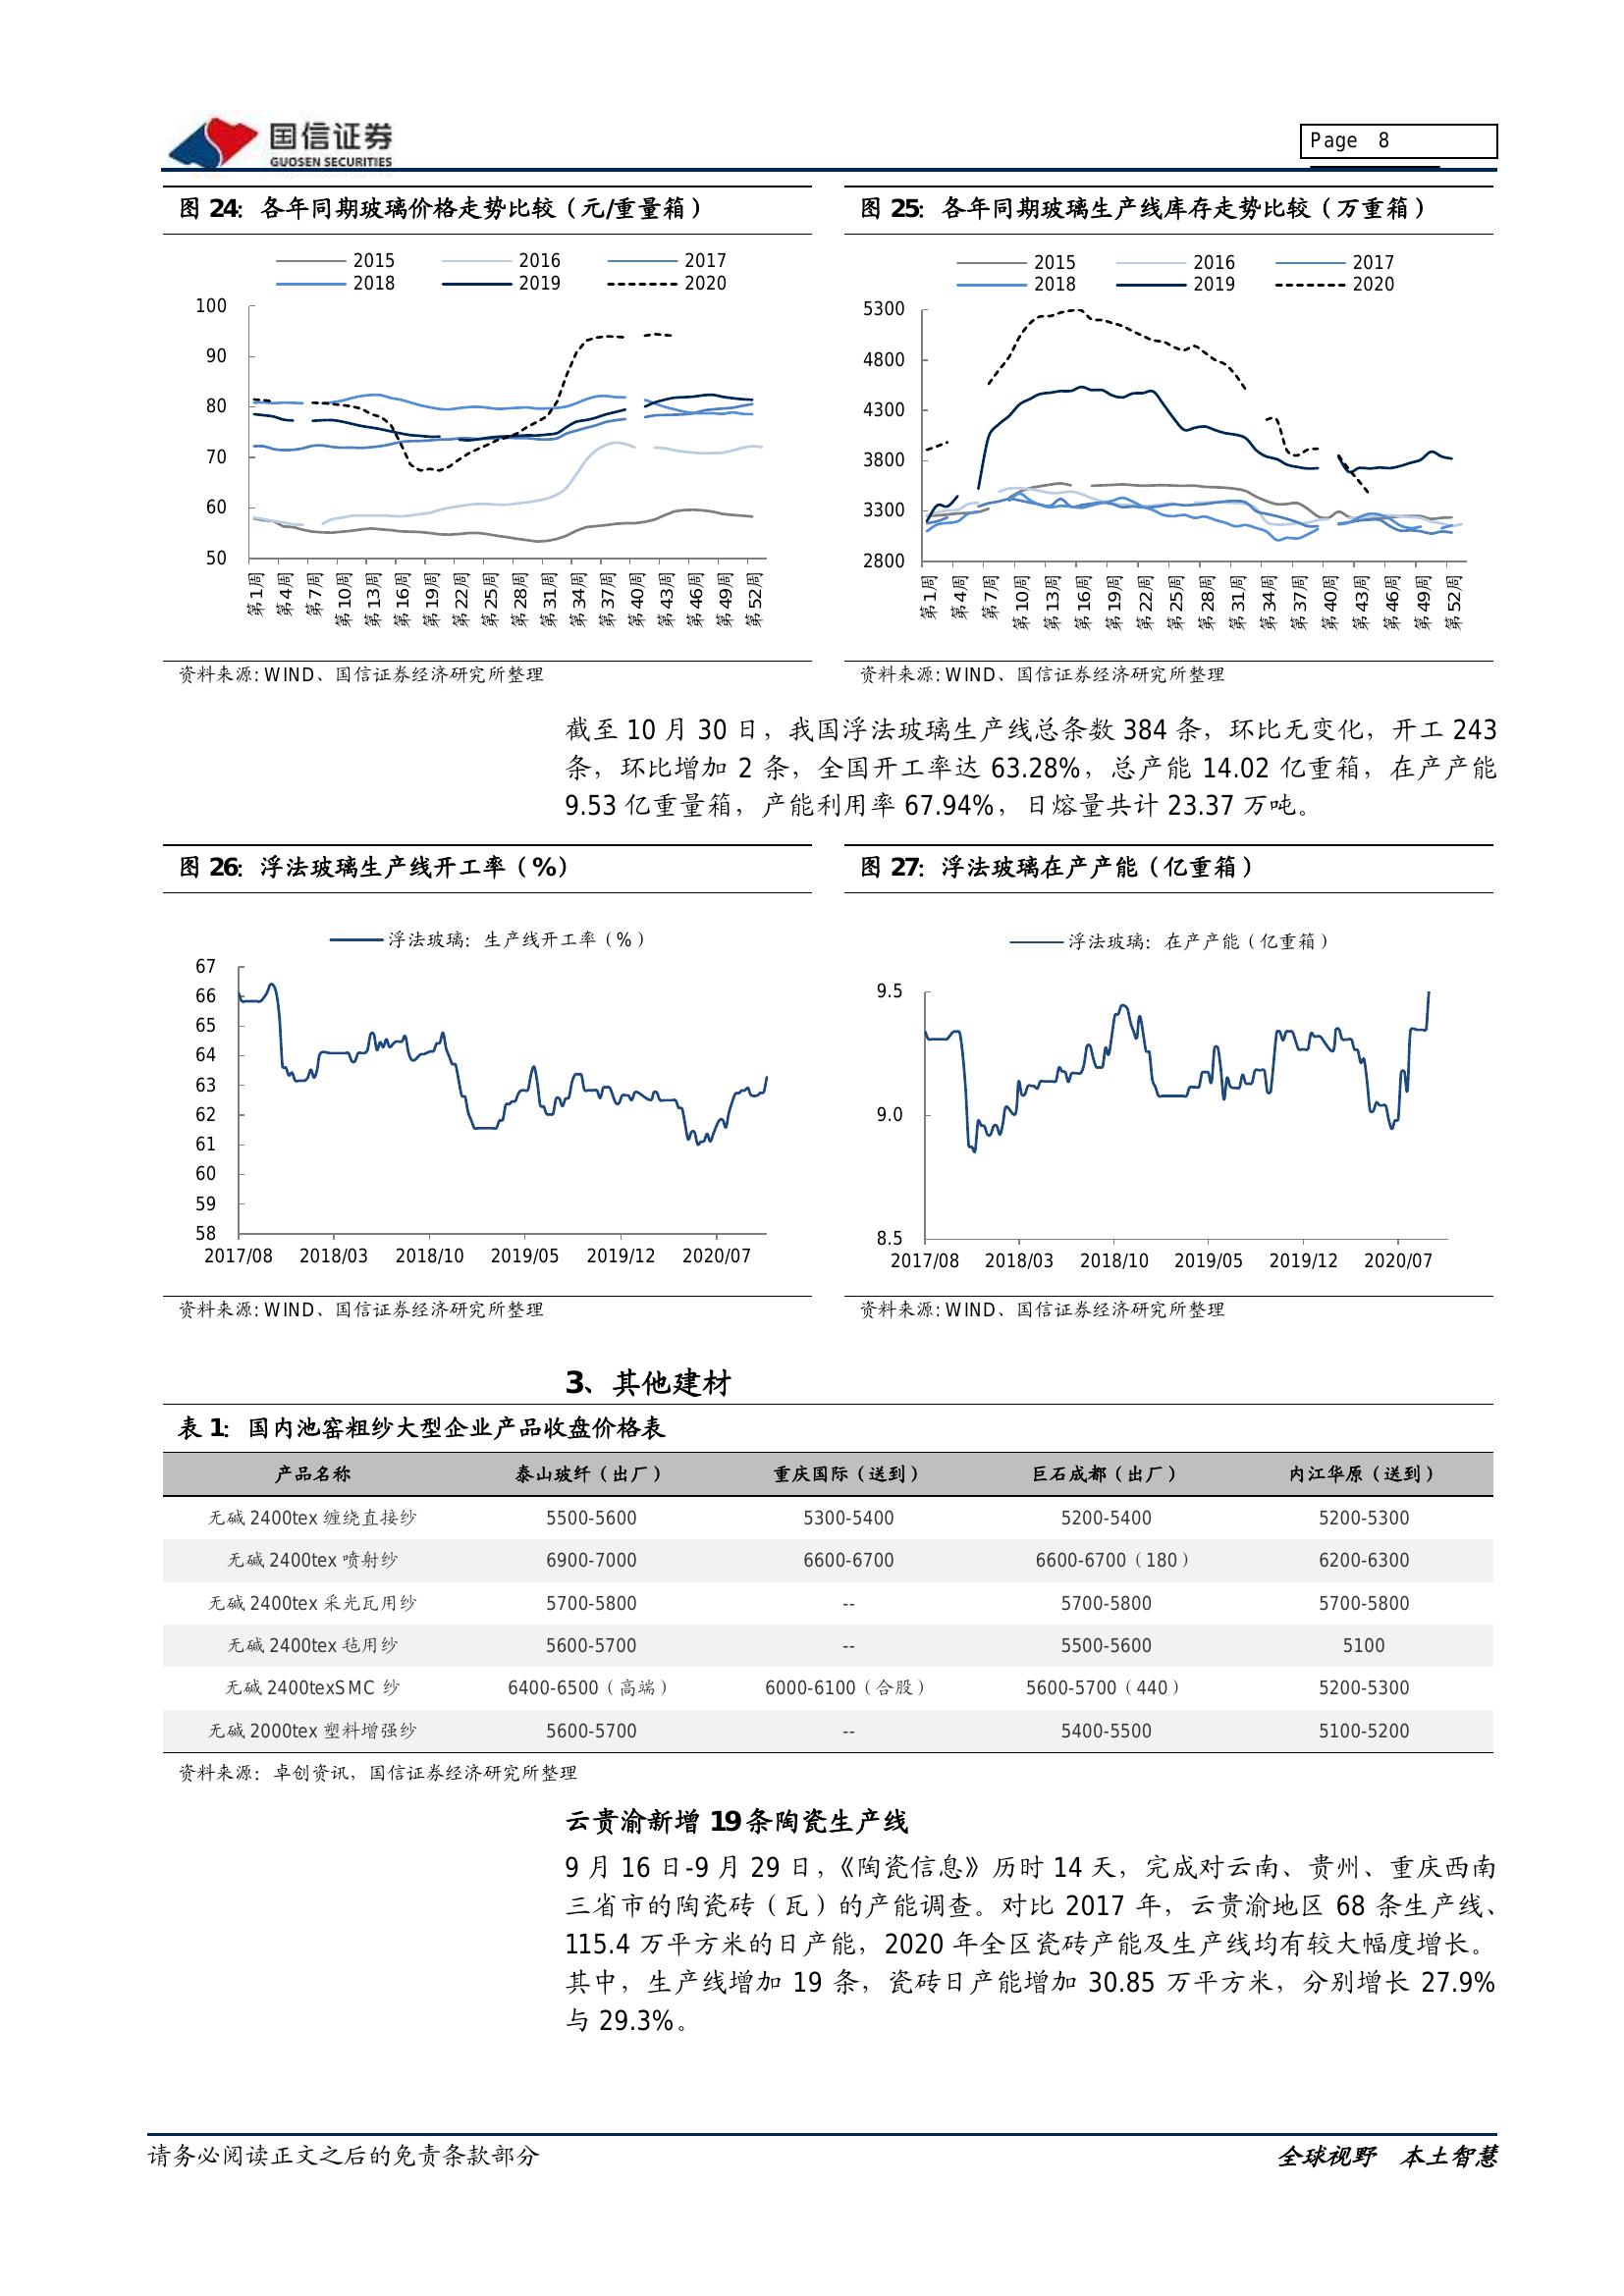 国信证券
GUOSEN SECURITIES
Page 8
图 24：各年同期玻璃价格走势比较（元/重量箱）
2015 2016 2017
2018 2019 2020
100
90
80
70
60
50
第1周 第4周 第7周 第10周 第13周 第16周 第19周 第22周 第25周 第28周 第31周 第34周 第37周 第40周 第43周 第46周 第49周 第52周
资料来源: WIND、国信证券经济研究所整理
图 25：各年同期玻璃生产线库存走势比较（万重箱）
2015 2016 2017
2018 2019 2020
5300
4800
4300
3800
3300
2800
第1周 第4周 第7周 第10周 第13周 第16周 第19周 第22周 第25周 第28周 第31周 第34周 第37周 第40周 第43周 第46周 第49周 第52周
资料来源: WIND、国信证券经济研究所整理
截至 10 月 30 日，我国浮法玻璃生产线总条数 384 条，环比无变化，开工 243
条，环比增加 2 条，全国开工率达 63.28%，总产能 14.02 亿重箱，在产产能
9.53 亿重量箱，产能利用率 67.94%，日熔量共计 23.37 万吨。
图 26：浮法玻璃生产线开工率（%）
浮法玻璃：生产线开工率（%）
67
66
65
64
63
62
61
60
59
58
2017/08 2018/03 2018/10 2019/05 2019/12 2020/07
资料来源: WIND、国信证券经济研究所整理
图 27：浮法玻璃在产产能（亿重箱）
浮法玻璃：在产产能（亿重箱）
9.5
9.0
8.5
2017/08 2018/03 2018/10 2019/05 2019/12 2020/07
资料来源: WIND、国信证券经济研究所整理
3、其他建材
表 1：国内池窑粗纱大型企业产品收盘价格表
产品名称 泰山玻纤（出厂） 重庆国际（送到） 巨石成都（出厂） 内江华原（送到）
无碱 2400tex 缠绕直接纱 5500-5600 5300-5400 5200-5400 5200-5300
无碱 2400tex 喷射纱 6900-7000 6600-6700 6600-6700（180） 6200-6300
无碱 2400tex 采光瓦用纱 5700-5800 -- 5700-5800 5700-5800
无碱 2400tex 毡用纱 5600-5700 -- 5500-5600 5100
无碱 2400texSMC 纱 6400-6500（高端） 6000-6100（合股） 5600-5700（440） 5200-5300
无碱 2000tex 塑料增强纱 5600-5700 -- 5400-5500 5100-5200
资料来源：卓创资讯，国信证券经济研究所整理
云贵渝新增 19 条陶瓷生产线
9 月 16 日-9 月 29 日，《陶瓷信息》历时 14 天，完成对云南、贵州、重庆西南
三省市的陶瓷砖（瓦）的产能调查。对比 2017 年，云贵渝地区 68 条生产线、
115.4 万平方米的日产能，2020 年全区瓷砖产能及生产线均有较大幅度增长。
其中，生产线增加 19 条，瓷砖日产能增加 30.85 万平方米，分别增长 27.9%
与 29.3%。
请务必阅读正文之后的免责条款部分
全球视野 本土智慧